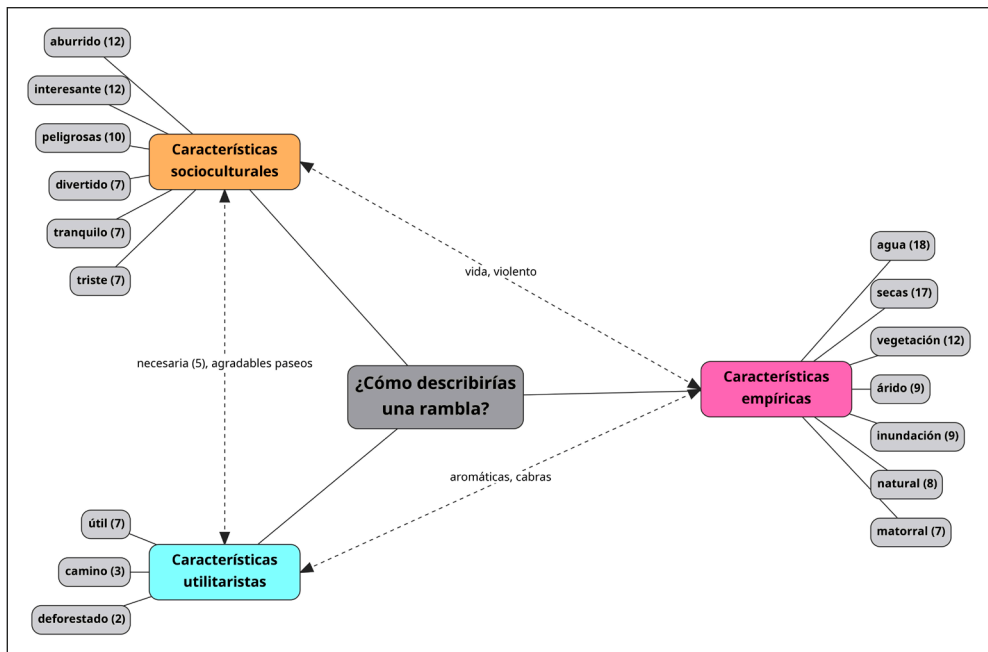 aburrido (12)
interesante (12)
peligrosas (10)
divertido (7)
tranquilo (7)
triste (7)
Características
socioculturales
vida, violento
necesaria (5), agradables paseos
¿Cómo describirías
una rambla?
agua (18)
secas (17)
vegetación (12)
árido (9)
inundación (9)
natural (8)
matorral (7)
Características
empíricas
aromáticas, cabras
útil (7)
camino (3)
deforestado (2)
Características
utilitaristas